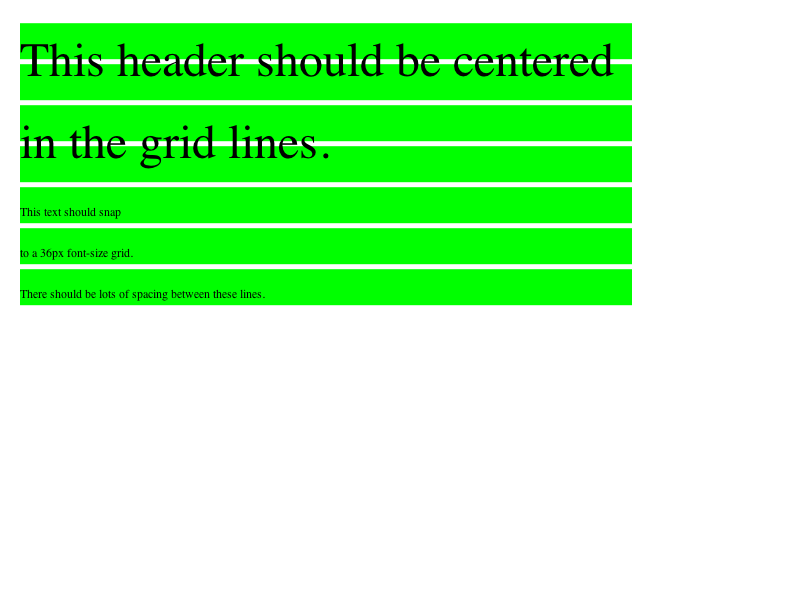 This header should be centered
in the grid lines.
This text should snap
to a 36px font-size grid.
There should be lots of spacing between these lines.